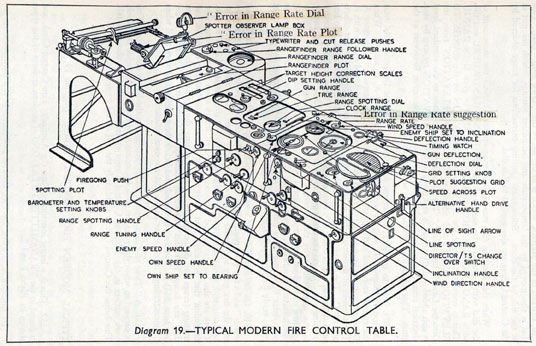 " Error in Range Rate Dial
SPOTTER OBSERVER LAMP BOX
" Error in Range Rate Plot"
TYPEWRITER AND CUT RELEASE PUSHES
RANGEFINDER RANGE FOLLOWER HANDLE
RANGEFINDER RANGE DIAL
RANGEFINDER PLOT
TARGET HEIGHT CORRECTION SCALES
DIP SETTING HANDLE
GUN RANGE
TRUE RANGE
RANGE SPOTTING DIAL
CLOCK RANGE
Error in Range Rate suggestion
RANGE RATE
WIND SPEED HANDLE
ENEMY SHIP SET TO INCLINATION
DEFLECTION HANDLE
TIMING WATCH
GUN DEFLECTION
DEFLECTION DIAL
GRID SETTING KNOB
PLOT SUGGESTION GRID
SPEED ACROSS PLOT
ALTERNATIVE HAND DRIVE
HANDLE
LINE OF SIGHT ARROW
LINE SPOTTING
DIRECTOR/TS CHANGE
OVER SWITCH
INCLINATION HANDLE
WIND DIRECTION HANDLE
FIREGONG PUSH
SPOTTING PLOT
BAROMETER AND TEMPERATURE
SETTING KNOBS
RANGE SPOTTING HANDLE
RANGE TUNING HANDLE
ENEMY SPEED HANDLE
OWN SPEED HANDLE
OWN SHIP SET TO BEARING
Diagram 19.—TYPICAL MODERN FIRE CONTROL TABLE.